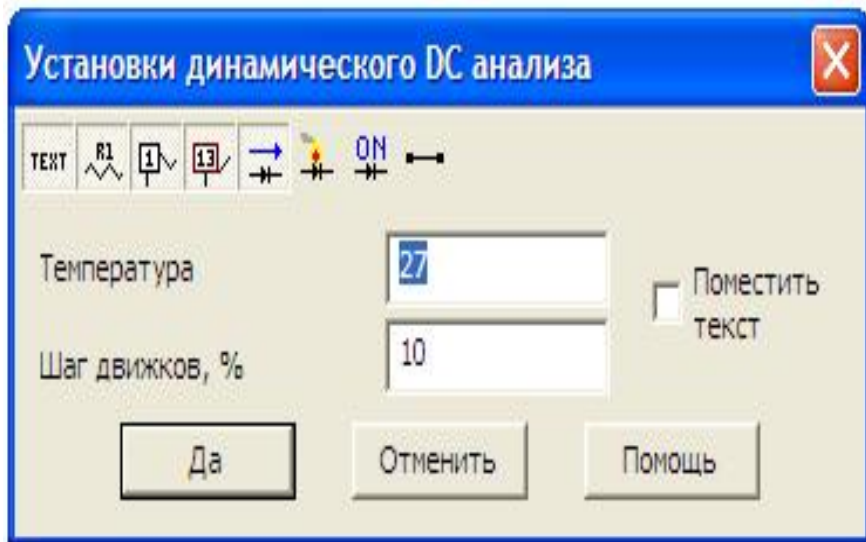 Установки динамического DC анализа
TEXT R1 1 13 ON
Температура 27
Поместить
текст
Шаг движков, % 10
Да Отменить Помощь